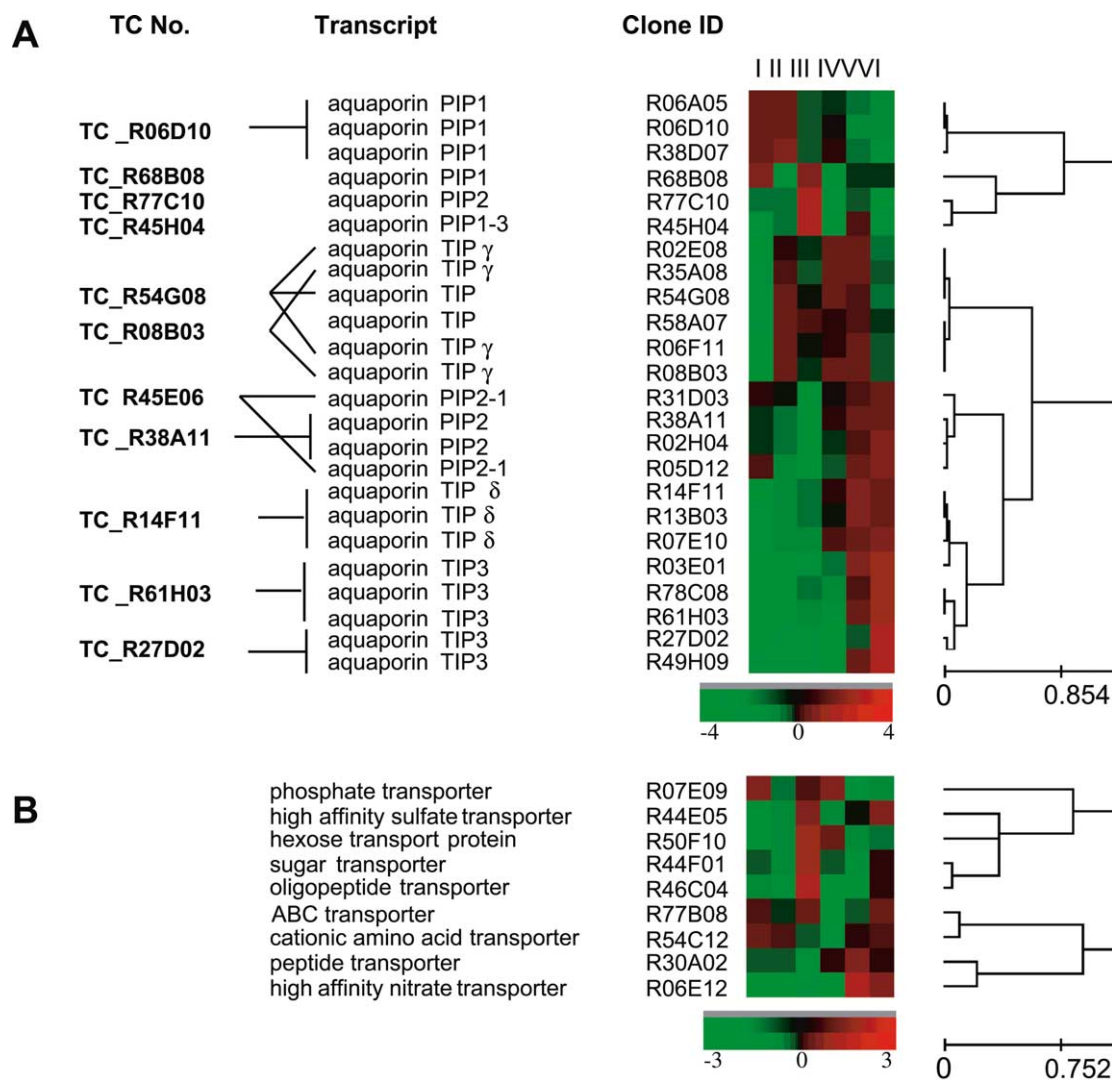 A
TC No. Transcript Clone ID
I II III IVVVI
aquaporin PIP1 R06A05
TC _R06D10 aquaporin PIP1 R06D10
aquaporin PIP1 R38D07
TC_R68B08 aquaporin PIP1 R68B08
TC_R77C10 aquaporin PIP2 R77C10
TC_R45H04 aquaporin PIP1-3 R45H04
aquaporin TIP γ R02E08
aquaporin TIP γ R35A08
TC_R54G08 aquaporin TIP R54G08
TC_R08B03 aquaporin TIP R58A07
aquaporin TIP γ R06F11
aquaporin TIP γ R08B03
TC R45E06 aquaporin PIP2-1 R31D03
TC _R38A11 aquaporin PIP2 R38A11
aquaporin PIP2 R02H04
aquaporin PIP2-1 R05D12
aquaporin TIP δ R14F11
TC_R14F11 aquaporin TIP δ R13B03
aquaporin TIP δ R07E10
aquaporin TIP3 R03E01
TC _R61H03 aquaporin TIP3 R78C08
aquaporin TIP3 R61H03
TC_R27D02 aquaporin TIP3 R27D02
aquaporin TIP3 R49H09
0 0.854
-4 0 4
B
phosphate transporter R07E09
high affinity sulfate transporter R44E05
hexose transport protein R50F10
sugar transporter R44F01
oligopeptide transporter R46C04
ABC transporter R77B08
cationic amino acid transporter R54C12
peptide transporter R30A02
high affinity nitrate transporter R06E12
-3 0 3
0 0.752